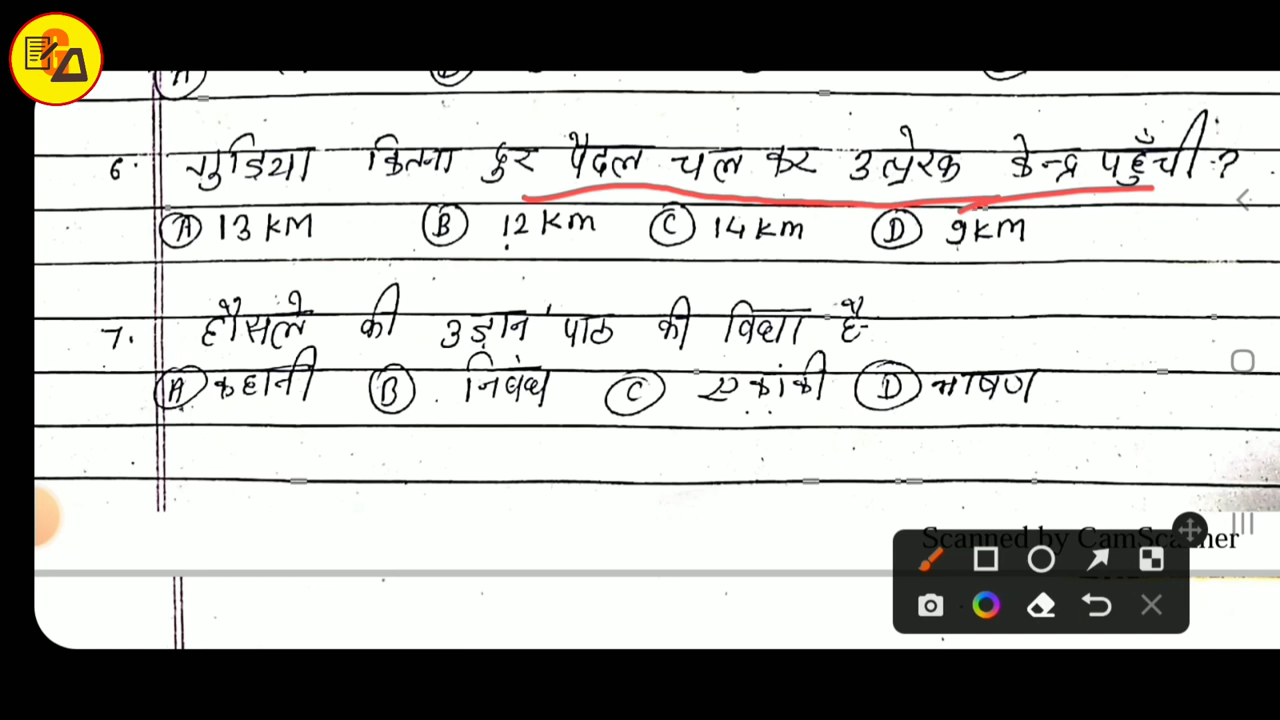 6. गुडिया कितना दुर पैदल चल कर उत्प्रेरक केन्द्र पहुँची ?
Ⓐ 13 KM Ⓑ 12 KM Ⓒ 14 KM Ⓓ 9 KM
7. हौसले की उड़ान पाठ की विधा है-
Ⓐ कहानी Ⓑ निबंध Ⓒ एकांकी Ⓓ भाषण
Scanned by CamScanner